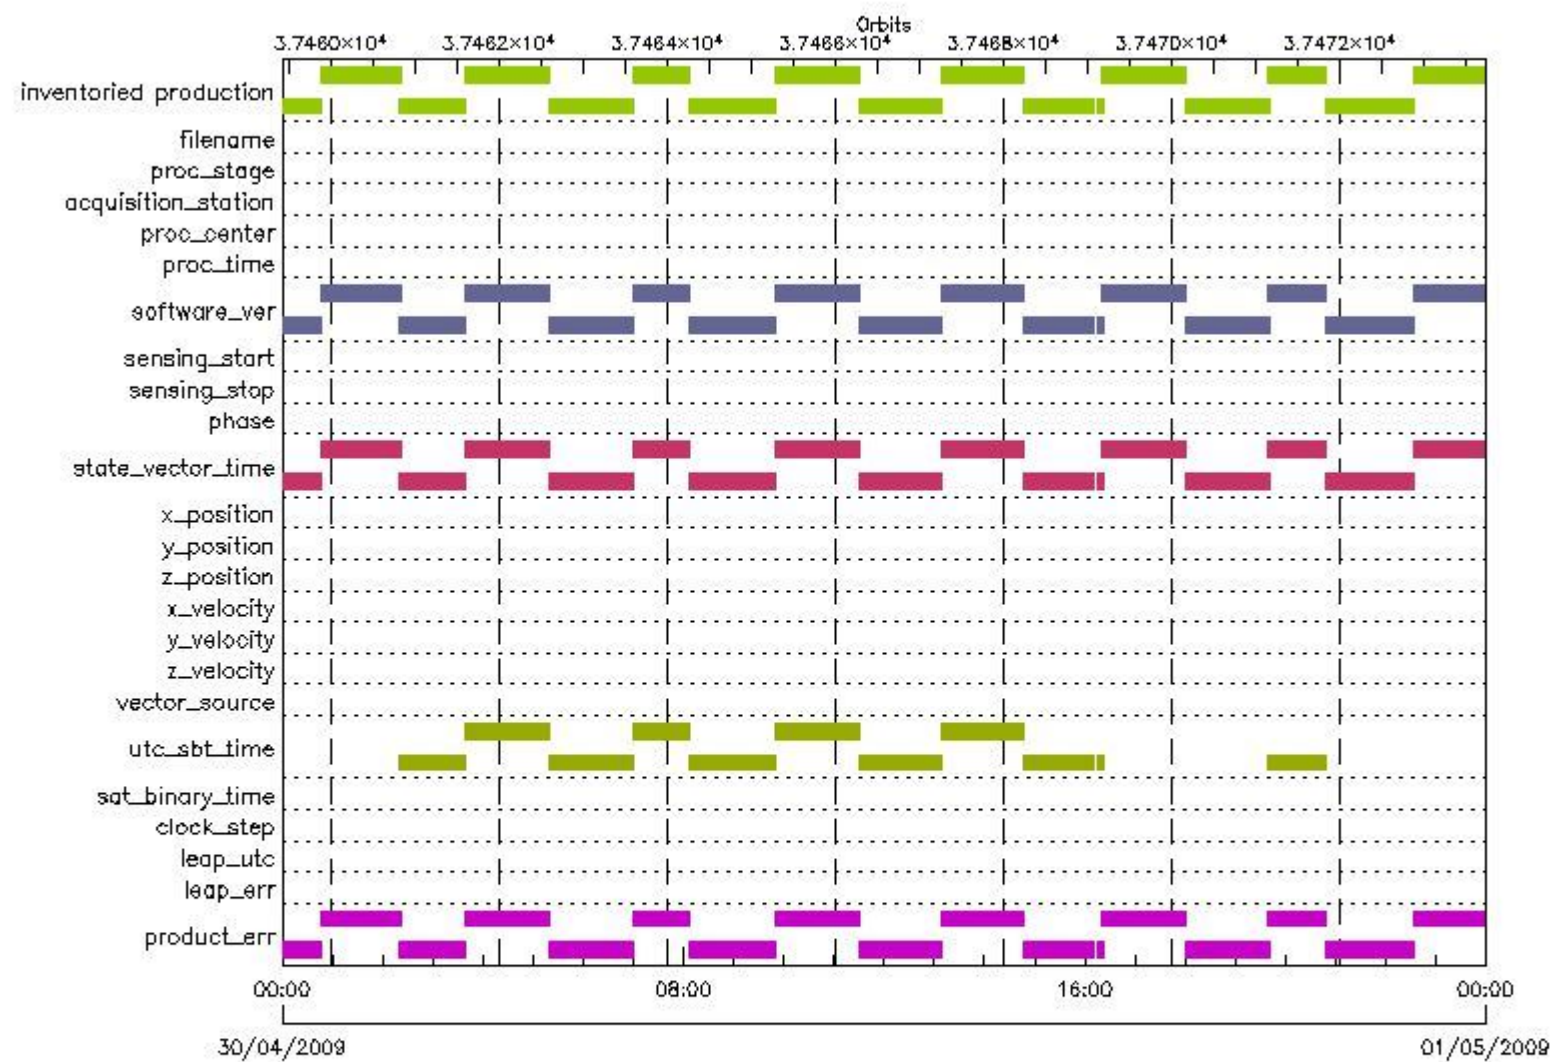 Orbits
3.7460×10⁴ 3.7462×10⁴ 3.7464×10⁴ 3.7466×10⁴ 3.7468×10⁴ 3.7470×10⁴ 3.7472×10⁴
inventoried production
filename
proc_stage
acquisition_station
proc_center
proc_time
software_ver
sensing_start
sensing_stop
phase
state_vector_time
x_position
y_position
z_position
x_velocity
y_velocity
z_velocity
vector_source
utc_sbt_time
sat_binary_time
clock_step
leap_utc
leap_err
product_err
00:00 08:00 16:00 00:00
30/04/2009 01/05/2009